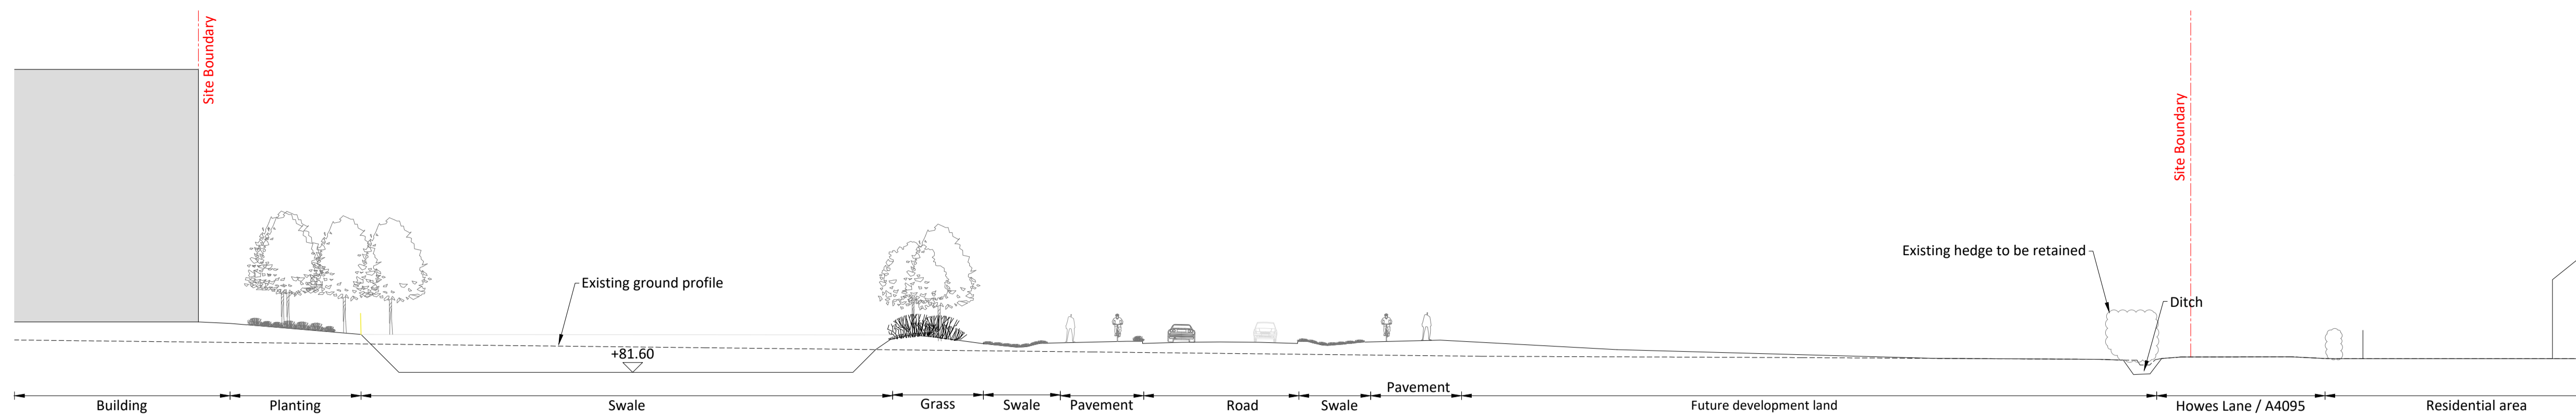 Site Boundary
Site Boundary
Existing hedge to be retained
Existing ground profile
Ditch
+81.60
Building
Planting
Swale
Grass
Swale
Pavement
Road
Swale
Pavement
Future development land
Howes Lane / A4095
Residential area